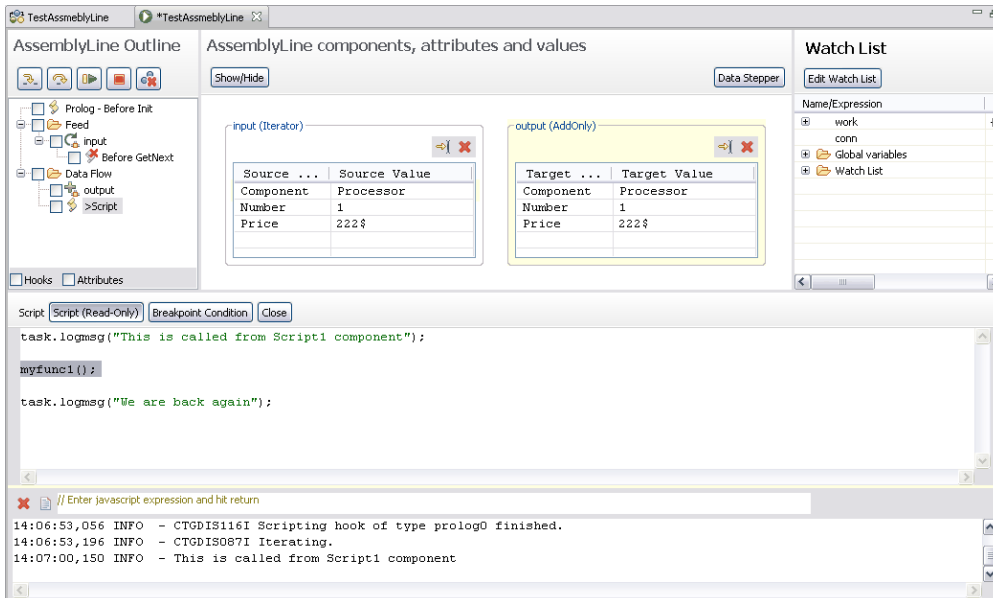 TestAssmeblyLine
*TestAssmeblyLine
AssemblyLine Outline
AssemblyLine components, attributes and values
Watch List
Show/Hide
Data Stepper
Edit Watch List
Prolog - Before Init
Feed
input
Before GetNext
Data Flow
output
>Script
Hooks
Attributes
input (Iterator)
Source ... Source Value
Component Processor
Number 1
Price 222$
output (AddOnly)
Target ... Target Value
Component Processor
Number 1
Price 222$
Name/Expression
work
conn
Global variables
Watch List
Script Script (Read-Only) Breakpoint Condition Close
task.logmsg("This is called from Script1 component");
myfunc1();
task.logmsg("We are back again");
// Enter javascript expression and hit return
14:06:53,056 INFO - CTGDIS116I Scripting hook of type prolog0 finished.
14:06:53,196 INFO - CTGDIS087I Iterating.
14:07:00,150 INFO - This is called from Script1 component